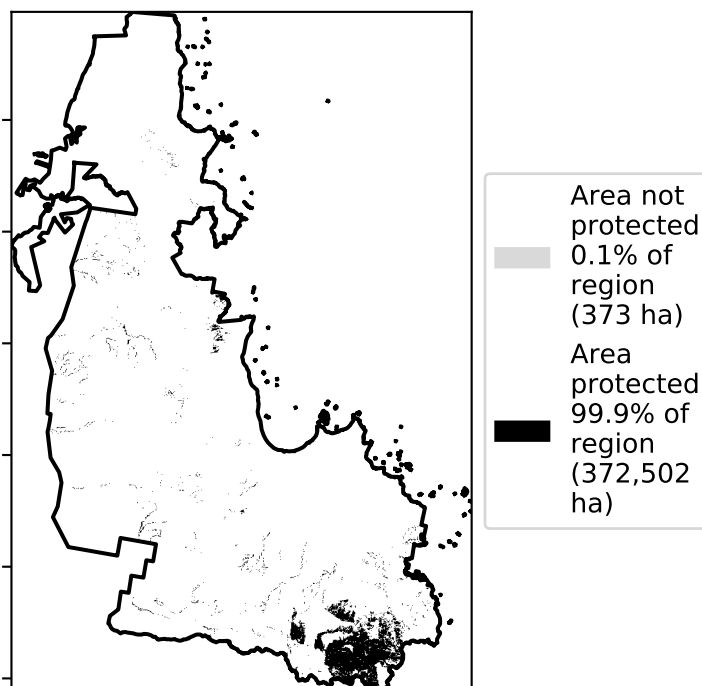 Area not
protected
0.1% of
region
(373 ha)
Area
protected
99.9% of
region
(372,502
ha)